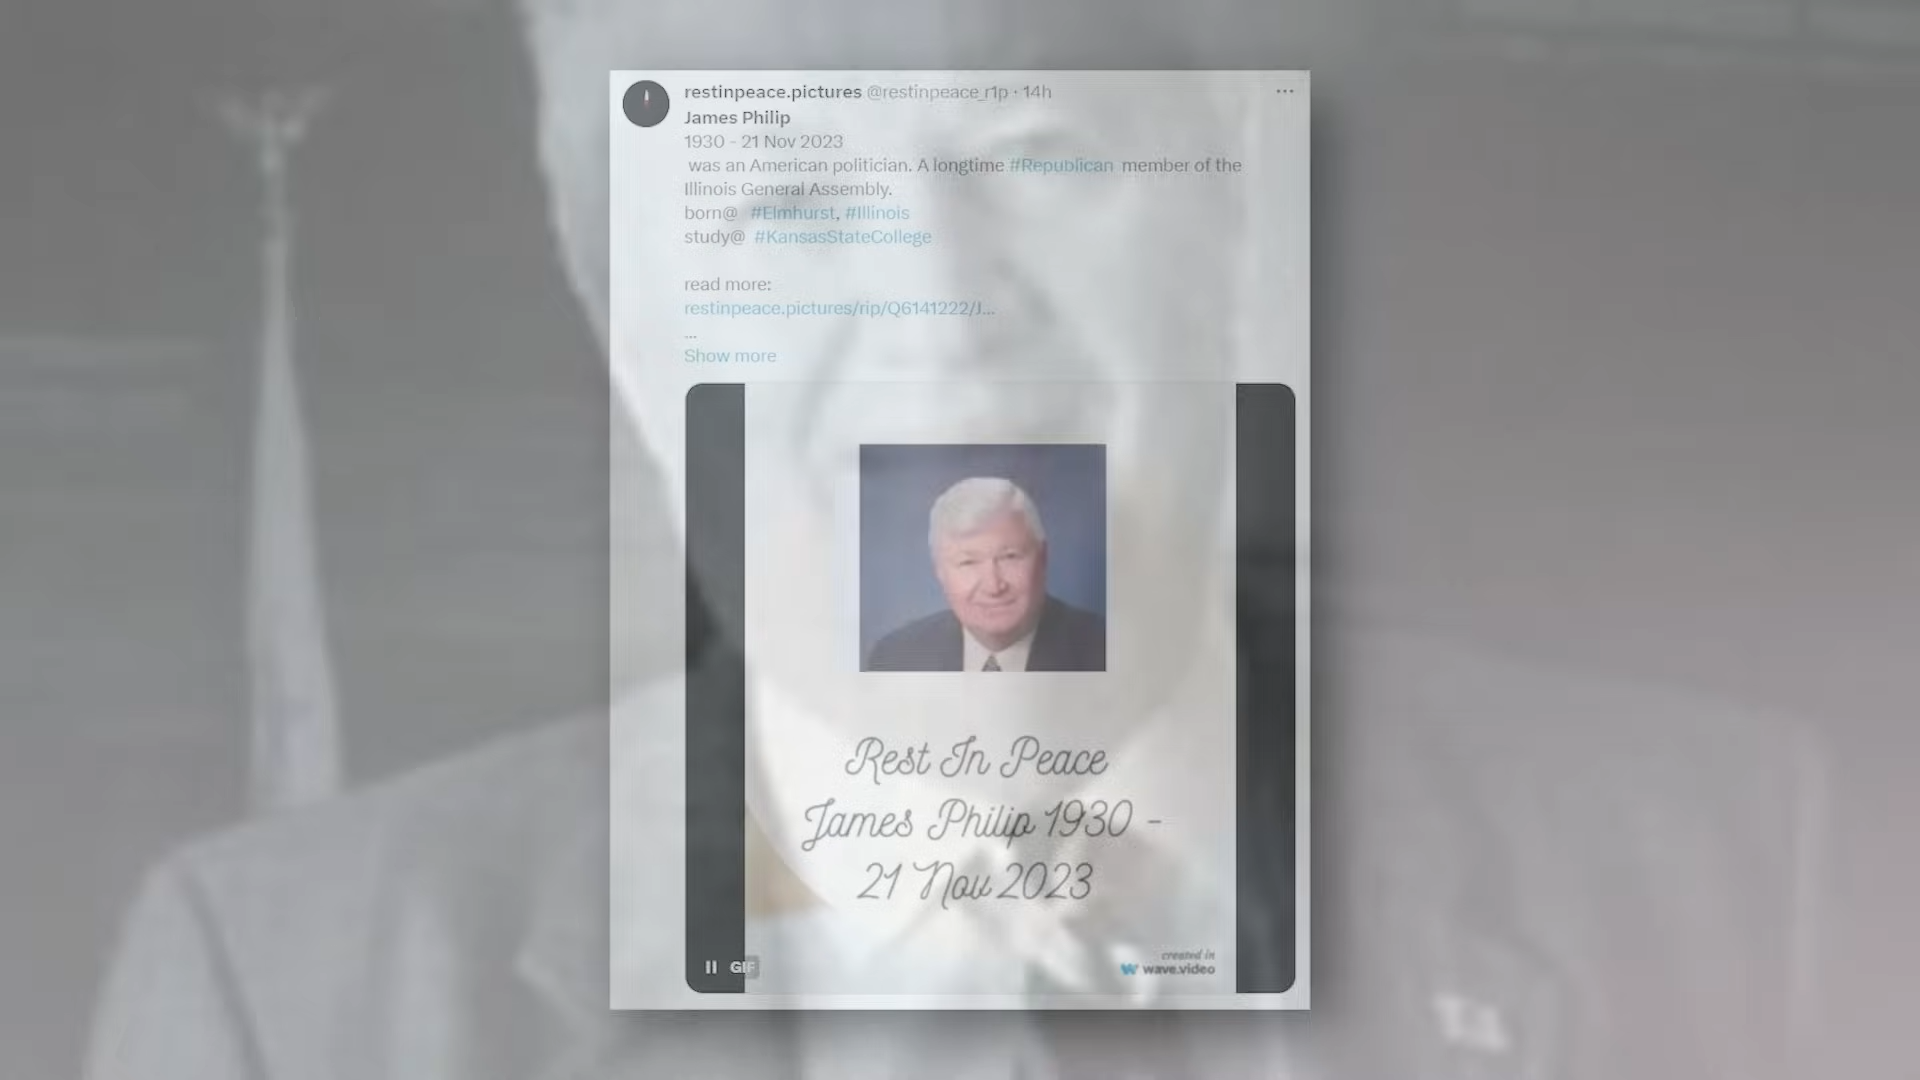 restinpeace.pictures @restinpeace_r1p · 14h
James Philip
1930 - 21 Nov 2023
was an American politician. A longtime #Republican member of the
Illinois General Assembly.
born@ #Elmhurst, #Illinois
study@ #KansasStateCollege
read more:
restinpeace.pictures/rip/Q6141222/J...
...
Show more
Rest In Peace
James Philip 1930 -
21 Nov 2023
created in
wave.video
GIF